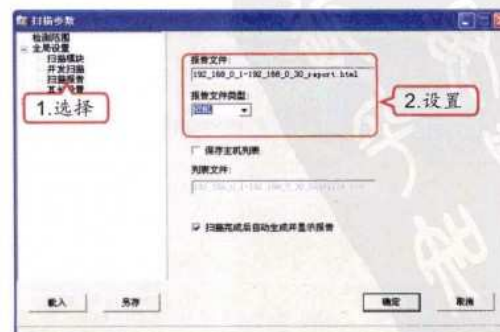 扫描参数
检测范围
全局设置
扫描模块
并发扫描
扫描报告
1.选择
报告文件:
192_168_0_1-192_168_0_30_report.html
报告文件类型:
HTML
2.设置
保存主机列表
列表文件:
扫描完成后自动生成并显示报告
载入
另存
确定
取消